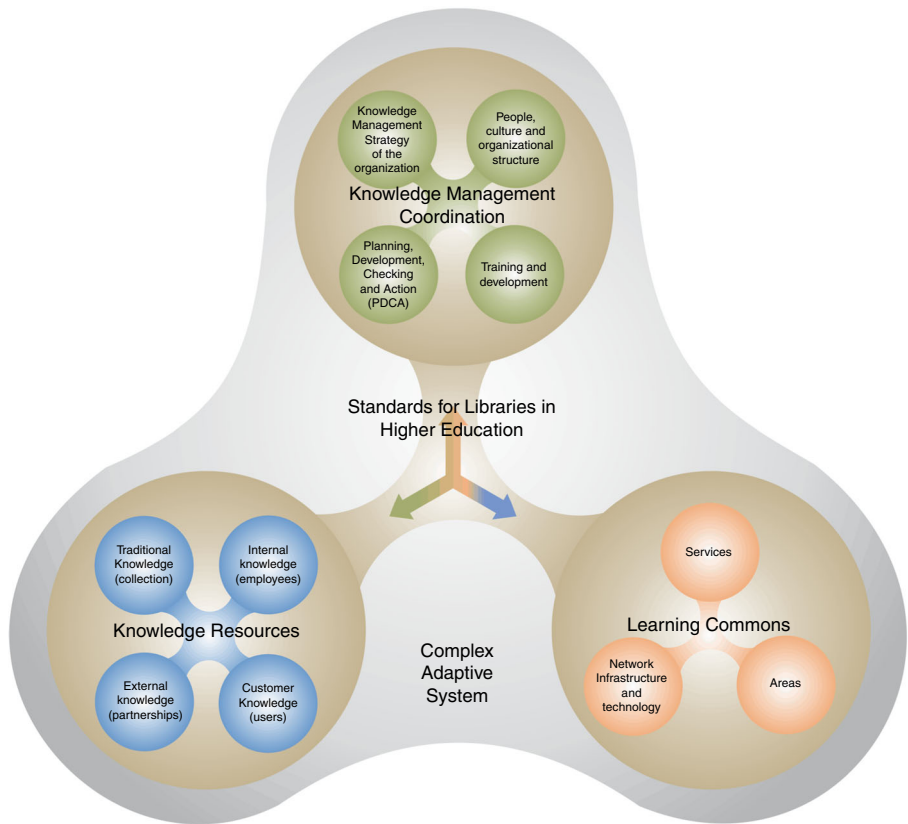 Knowledge
Management
Strategy
of the
organization
People,
culture and
organizational
structure
Knowledge Management
Coordination
Planning,
Development,
Checking
and Action
(PDCA)
Training and
development
Standards for Libraries in
Higher Education
Traditional
Knowledge
(collection)
Internal
knowledge
(employees)
Knowledge Resources
External
knowledge
(partnerships)
Customer
Knowledge
(users)
Complex
Adaptive
System
Services
Learning Commons
Network
Infrastructure
and
technology
Areas